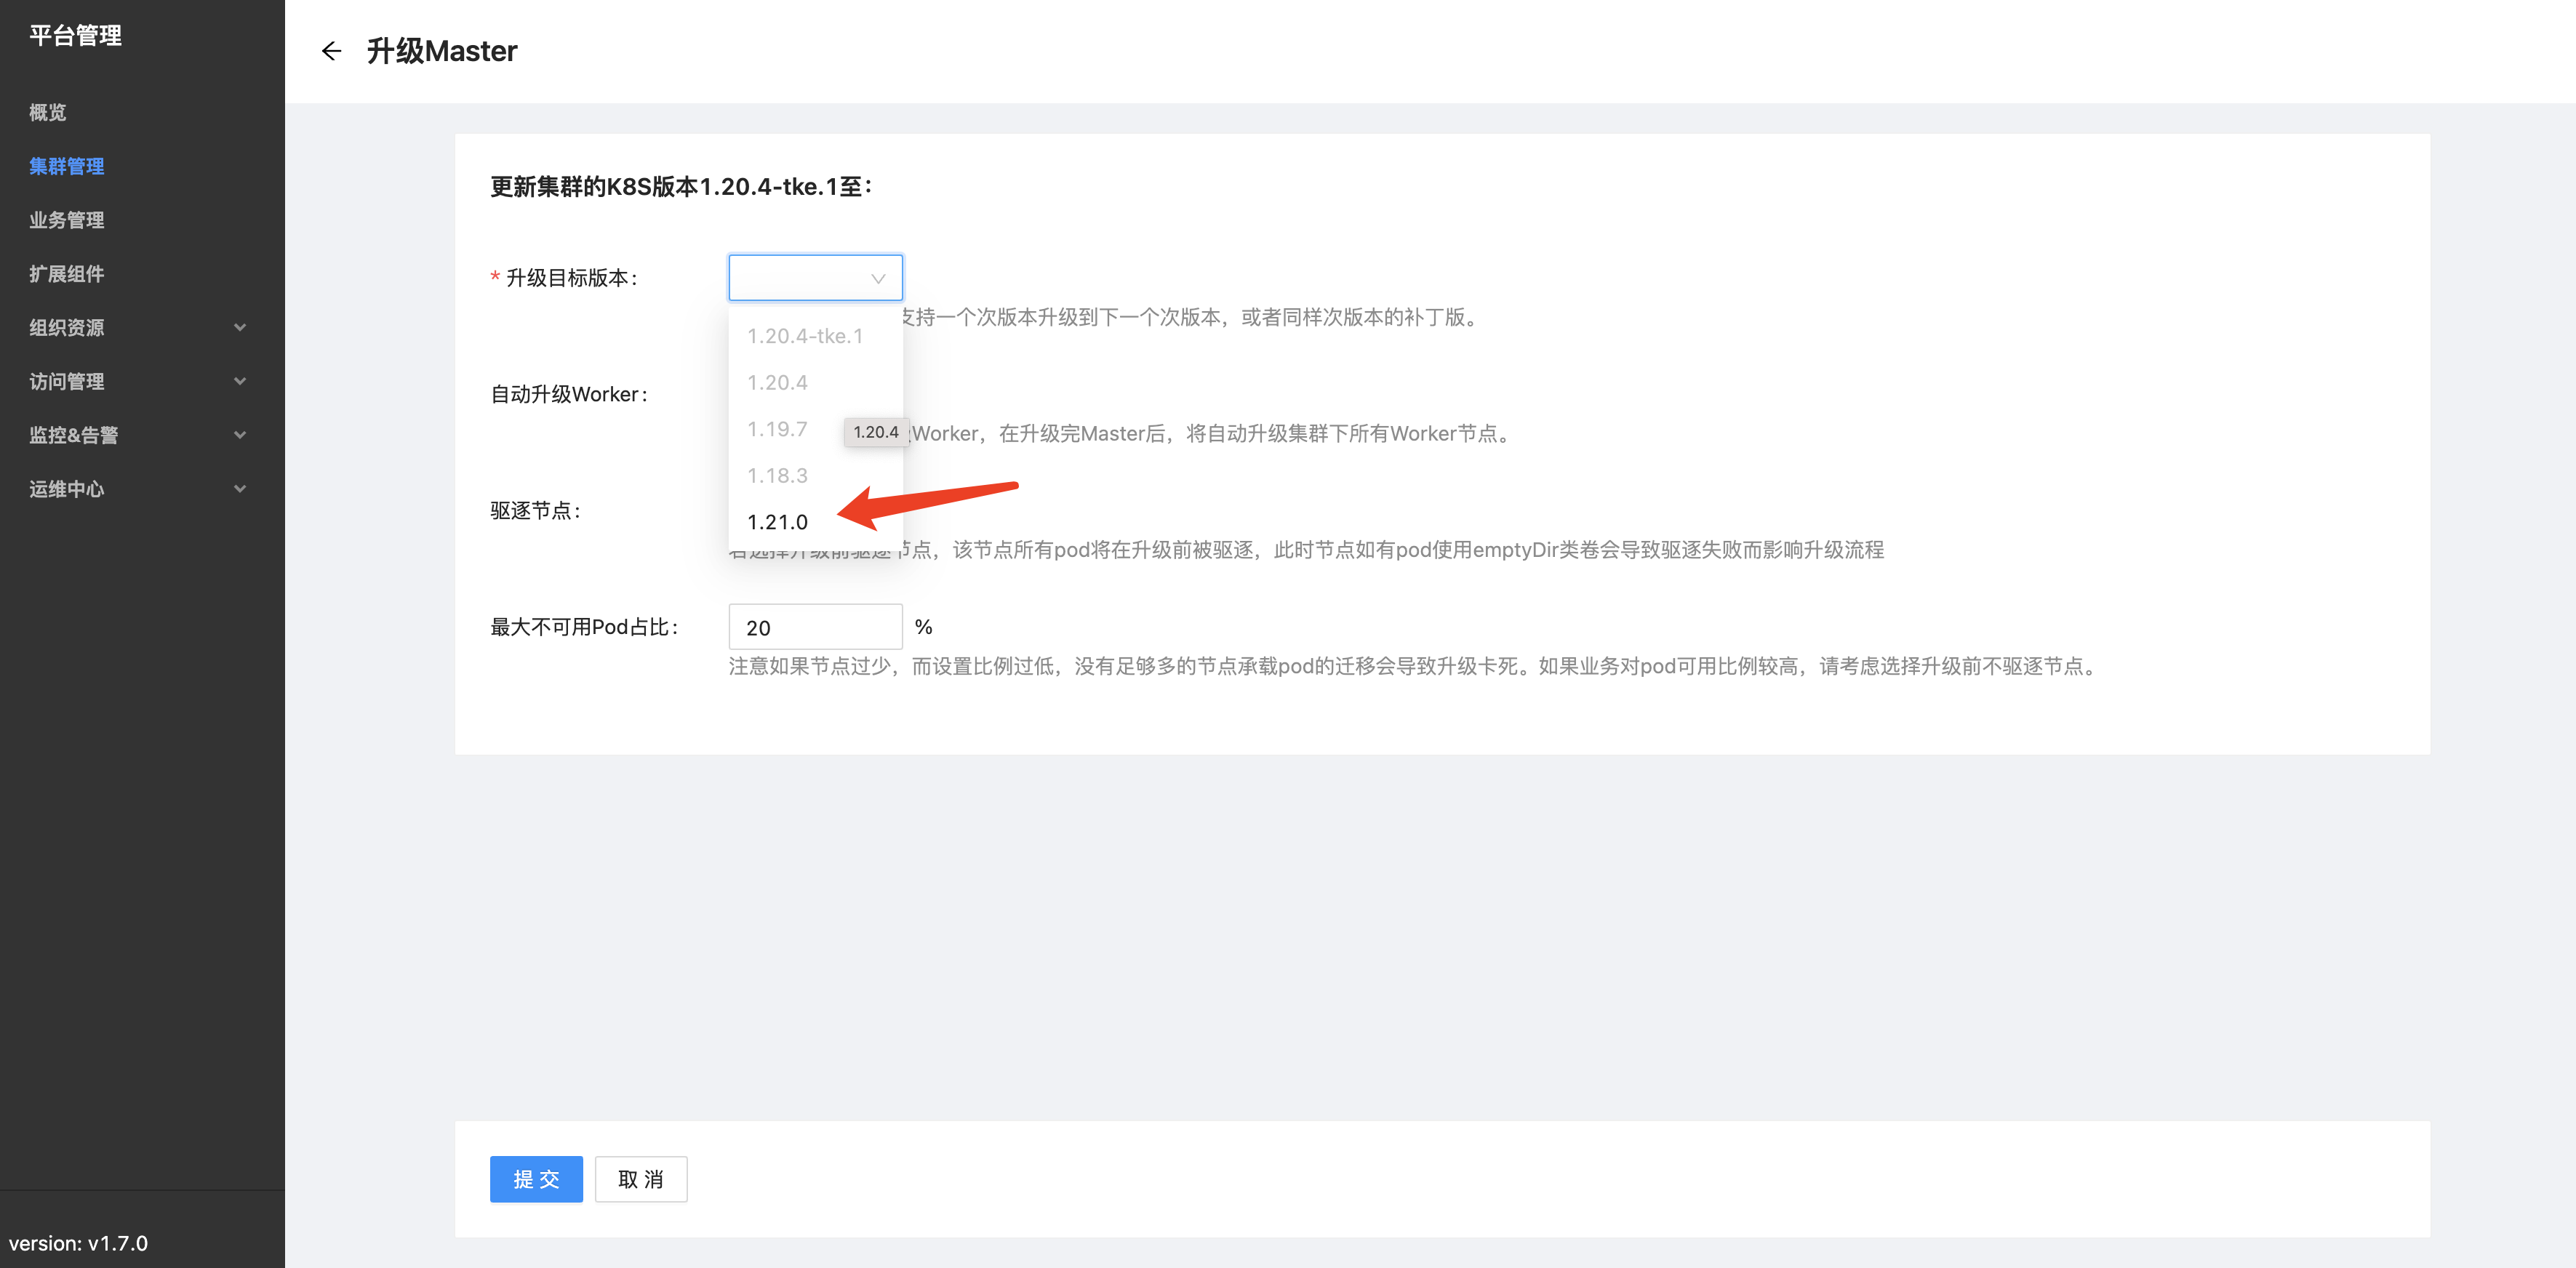 平台管理
概览
集群管理
业务管理
扩展组件
组织资源
访问管理
监控&告警
运维中心
version: v1.7.0
升级Master
更新集群的K8S版本1.20.4-tke.1至:
* 升级目标版本:
支持一个次版本升级到下一个次版本，或者同样次版本的补丁版。
1.20.4-tke.1
1.20.4
1.19.7
1.18.3
1.21.0
1.20.4
自动升级Worker:
Worker，在升级完Master后，将自动升级集群下所有Worker节点。
驱逐节点:
若选择升级前驱逐节点，该节点所有pod将在升级前被驱逐，此时节点如有pod使用emptyDir类卷会导致驱逐失败而影响升级流程
最大不可用Pod占比:
20 %
注意如果节点过少，而设置比例过低，没有足够多的节点承载pod的迁移会导致升级卡死。如果业务对pod可用比例较高，请考虑选择升级前不驱逐节点。
提 交
取 消